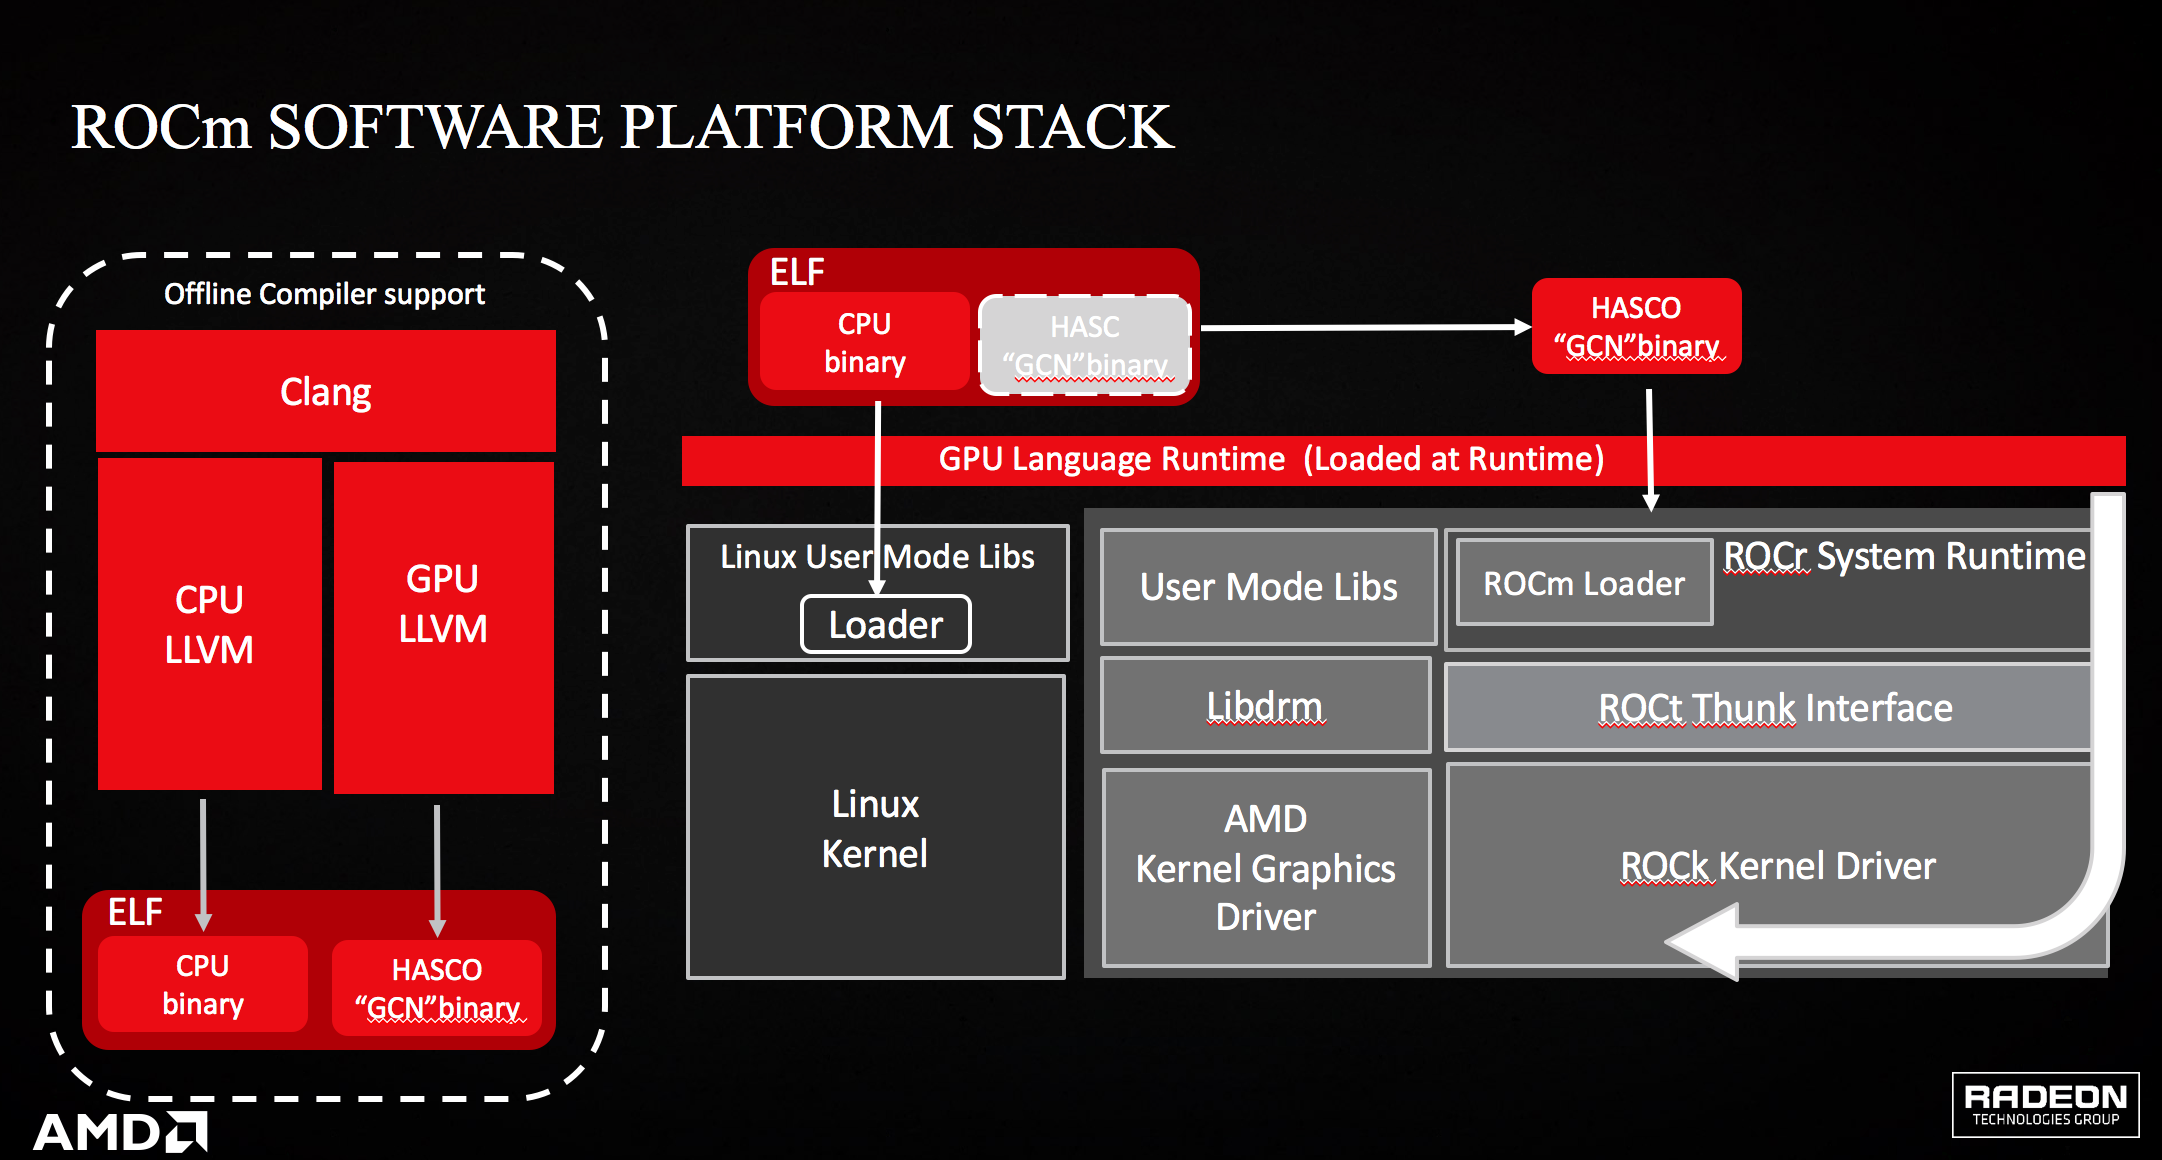 ROCm SOFTWARE PLATFORM STACK
Offline Compiler support
Clang
CPU
LLVM
GPU
LLVM
ELF
CPU
binary
HASCO
“GCN”binary
ELF
CPU
binary
HASC
“GCN”binary
HASCO
“GCN”binary
GPU Language Runtime (Loaded at Runtime)
Linux User Mode Libs
Loader
Linux
Kernel
User Mode Libs
Libdrm
AMD
Kernel Graphics
Driver
ROCm Loader
ROCr System Runtime
ROCt Thunk Interface
ROCk Kernel Driver
AMD
RADEON
TECHNOLOGIES GROUP